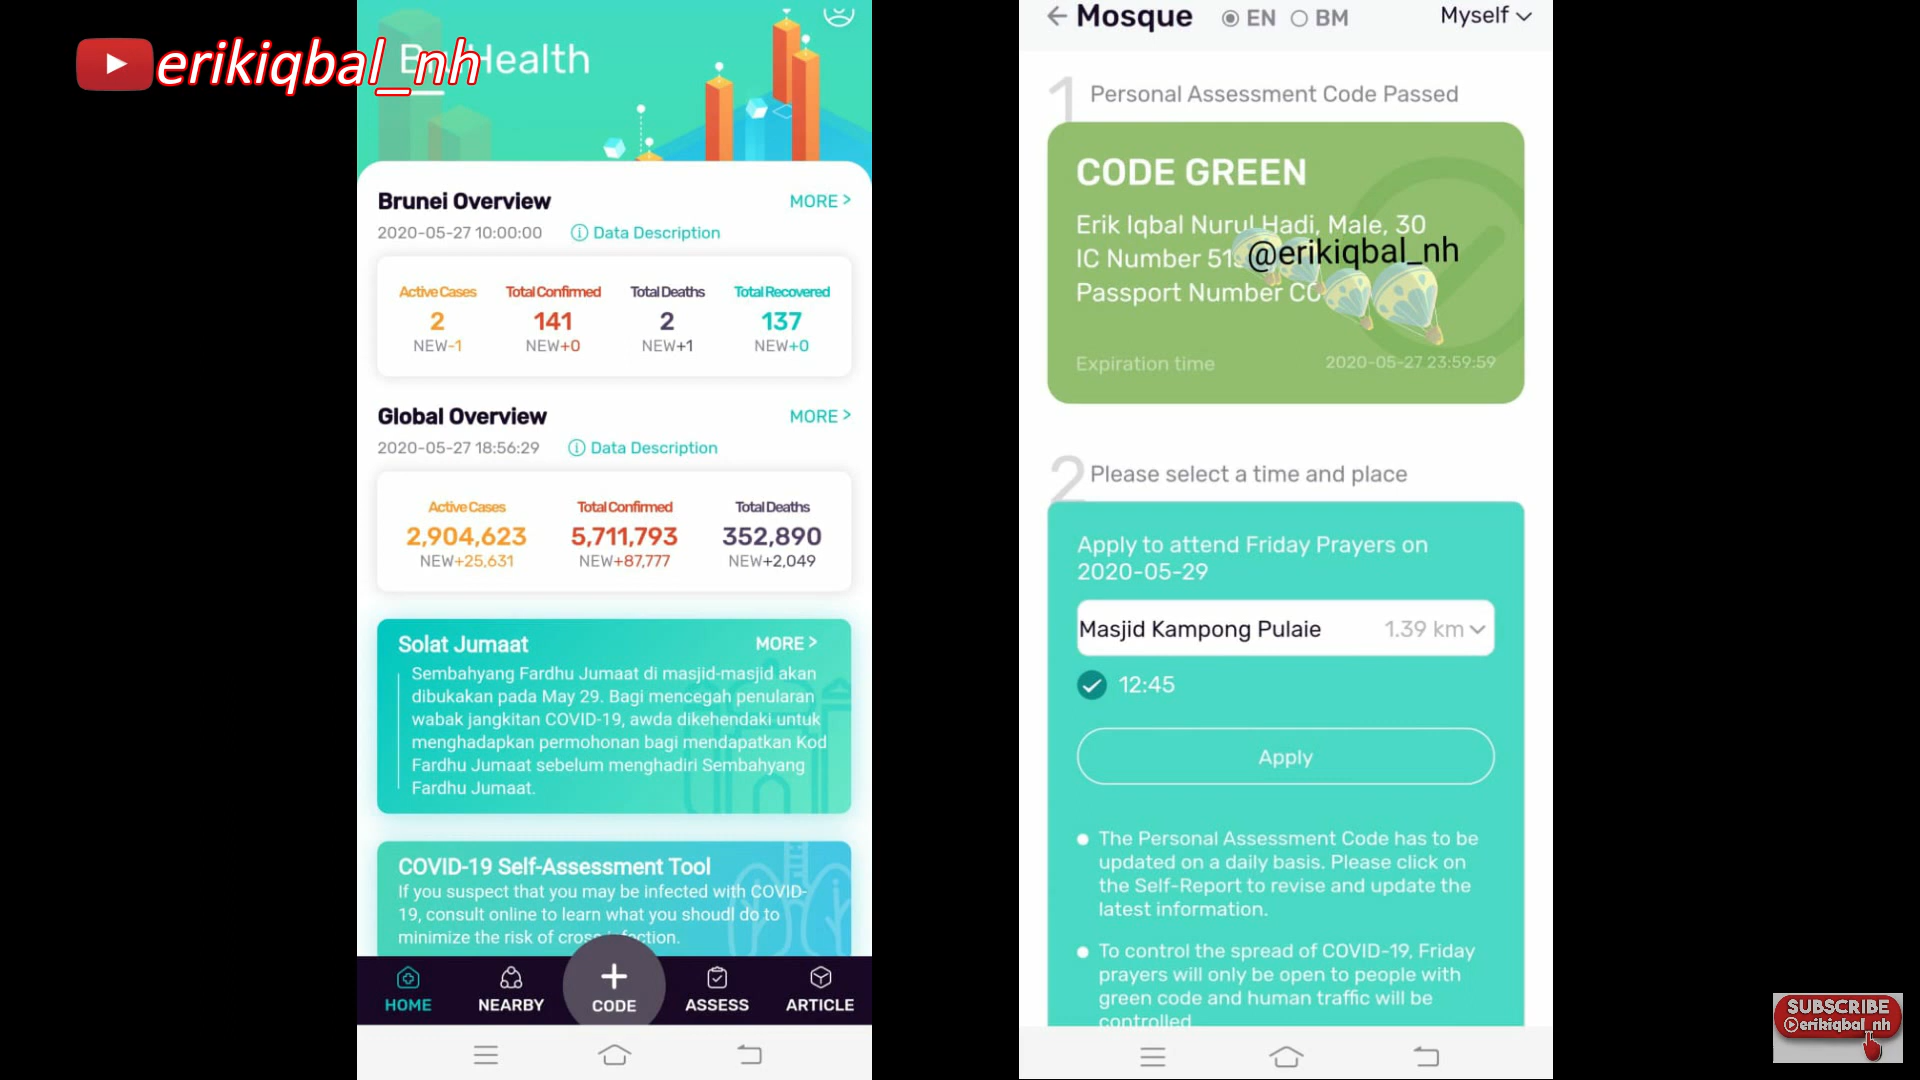 erikiqbal_nh
Health
Brunei Overview
MORE >
2020-05-27 10:00:00
Data Description
Active Cases
Total Confirmed
Total Deaths
Total Recovered
2
141
2
137
NEW-1
NEW+0
NEW+1
NEW+0
Global Overview
MORE >
2020-05-27 18:56:29
Data Description
Active Cases
Total Confirmed
Total Deaths
2,904,623
5,711,793
352,890
NEW+25,631
NEW+87,777
NEW+2,049
Solat Jumaat
MORE >
Sembahyang Fardhu Jumaat di masjid-masjid akan
dibukakan pada May 29. Bagi mencegah penularan
wabak jangkitan COVID-19, awda dikehendaki untuk
menghadapkan permohonan bagi mendapatkan Kod
Fardhu Jumaat sebelum menghadiri Sembahyang
Fardhu Jumaat.
COVID-19 Self-Assessment Tool
If you suspect that you may be infected with COVID-
19, consult online to learn what you shoudl do to
minimize the risk of
HOME
NEARBY
CODE
ASSESS
ARTICLE
Mosque
EN
BM
Myself
1 Personal Assessment Code Passed
CODE GREEN
Erik Iqbal Nurul Hadi, Male, 30
IC Number 51
@erikiqbal_nh
Passport Number C0
Expiration time
2020-05-27 23:59:59
2 Please select a time and place
Apply to attend Friday Prayers on
2020-05-29
Masjid Kampong Pulaie
1.39 km
12:45
Apply
The Personal Assessment Code has to be
updated on a daily basis. Please click on
the Self-Report to revise and update the
latest information.
To control the spread of COVID-19, Friday
prayers will only be open to people with
green code and human traffic will be
controlled
SUBSCRIBE
erikiqbal_nh